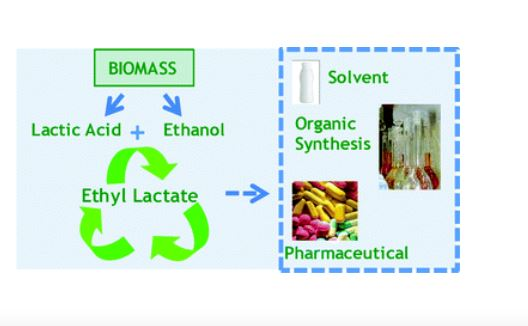 BIOMASS
Lactic Acid + Ethanol
Ethyl Lactate
Solvent
Organic
Synthesis
Pharmaceutical